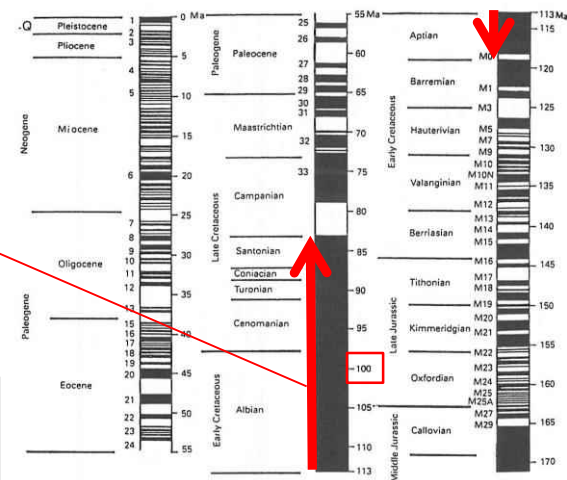 Q
Pleistocene
Pliocene
Neogene
Miocene
Oligocene
Paleogene
Eocene
1
2
3
4
5
6
7
8
9
10
11
12
13
15
16
17
18
19
20
21
22
23
24
0 Ma
5
10
15
20
25
30
35
40
45
50
55
Paleogene
Paleocene
Maastrichtian
Late Cretaceous
Campanian
Santonian
Coniacian
Turonian
Cenomanian
Early Cretaceous
Albian
25
26
27
28
29
30
31
32
33
55 Ma
60
65
70
75
80
85
90
95
100
105
110
113
Early Cretaceous
Aptian
Barremian
Hauterivian
Valanginian
Berriasian
Late Jurassic
Tithonian
Kimmeridgian
Oxfordian
Middle Jurassic
Callovian
M0
M1
M3
M5
M7
M9
M10
M10N
M11
M12
M13
M14
M15
M16
M17
M18
M19
M20
M21
M22
M23
M24
M25
M25A
M27
M29
113 Ma
115
120
125
130
135
140
145
150
155
160
165
170